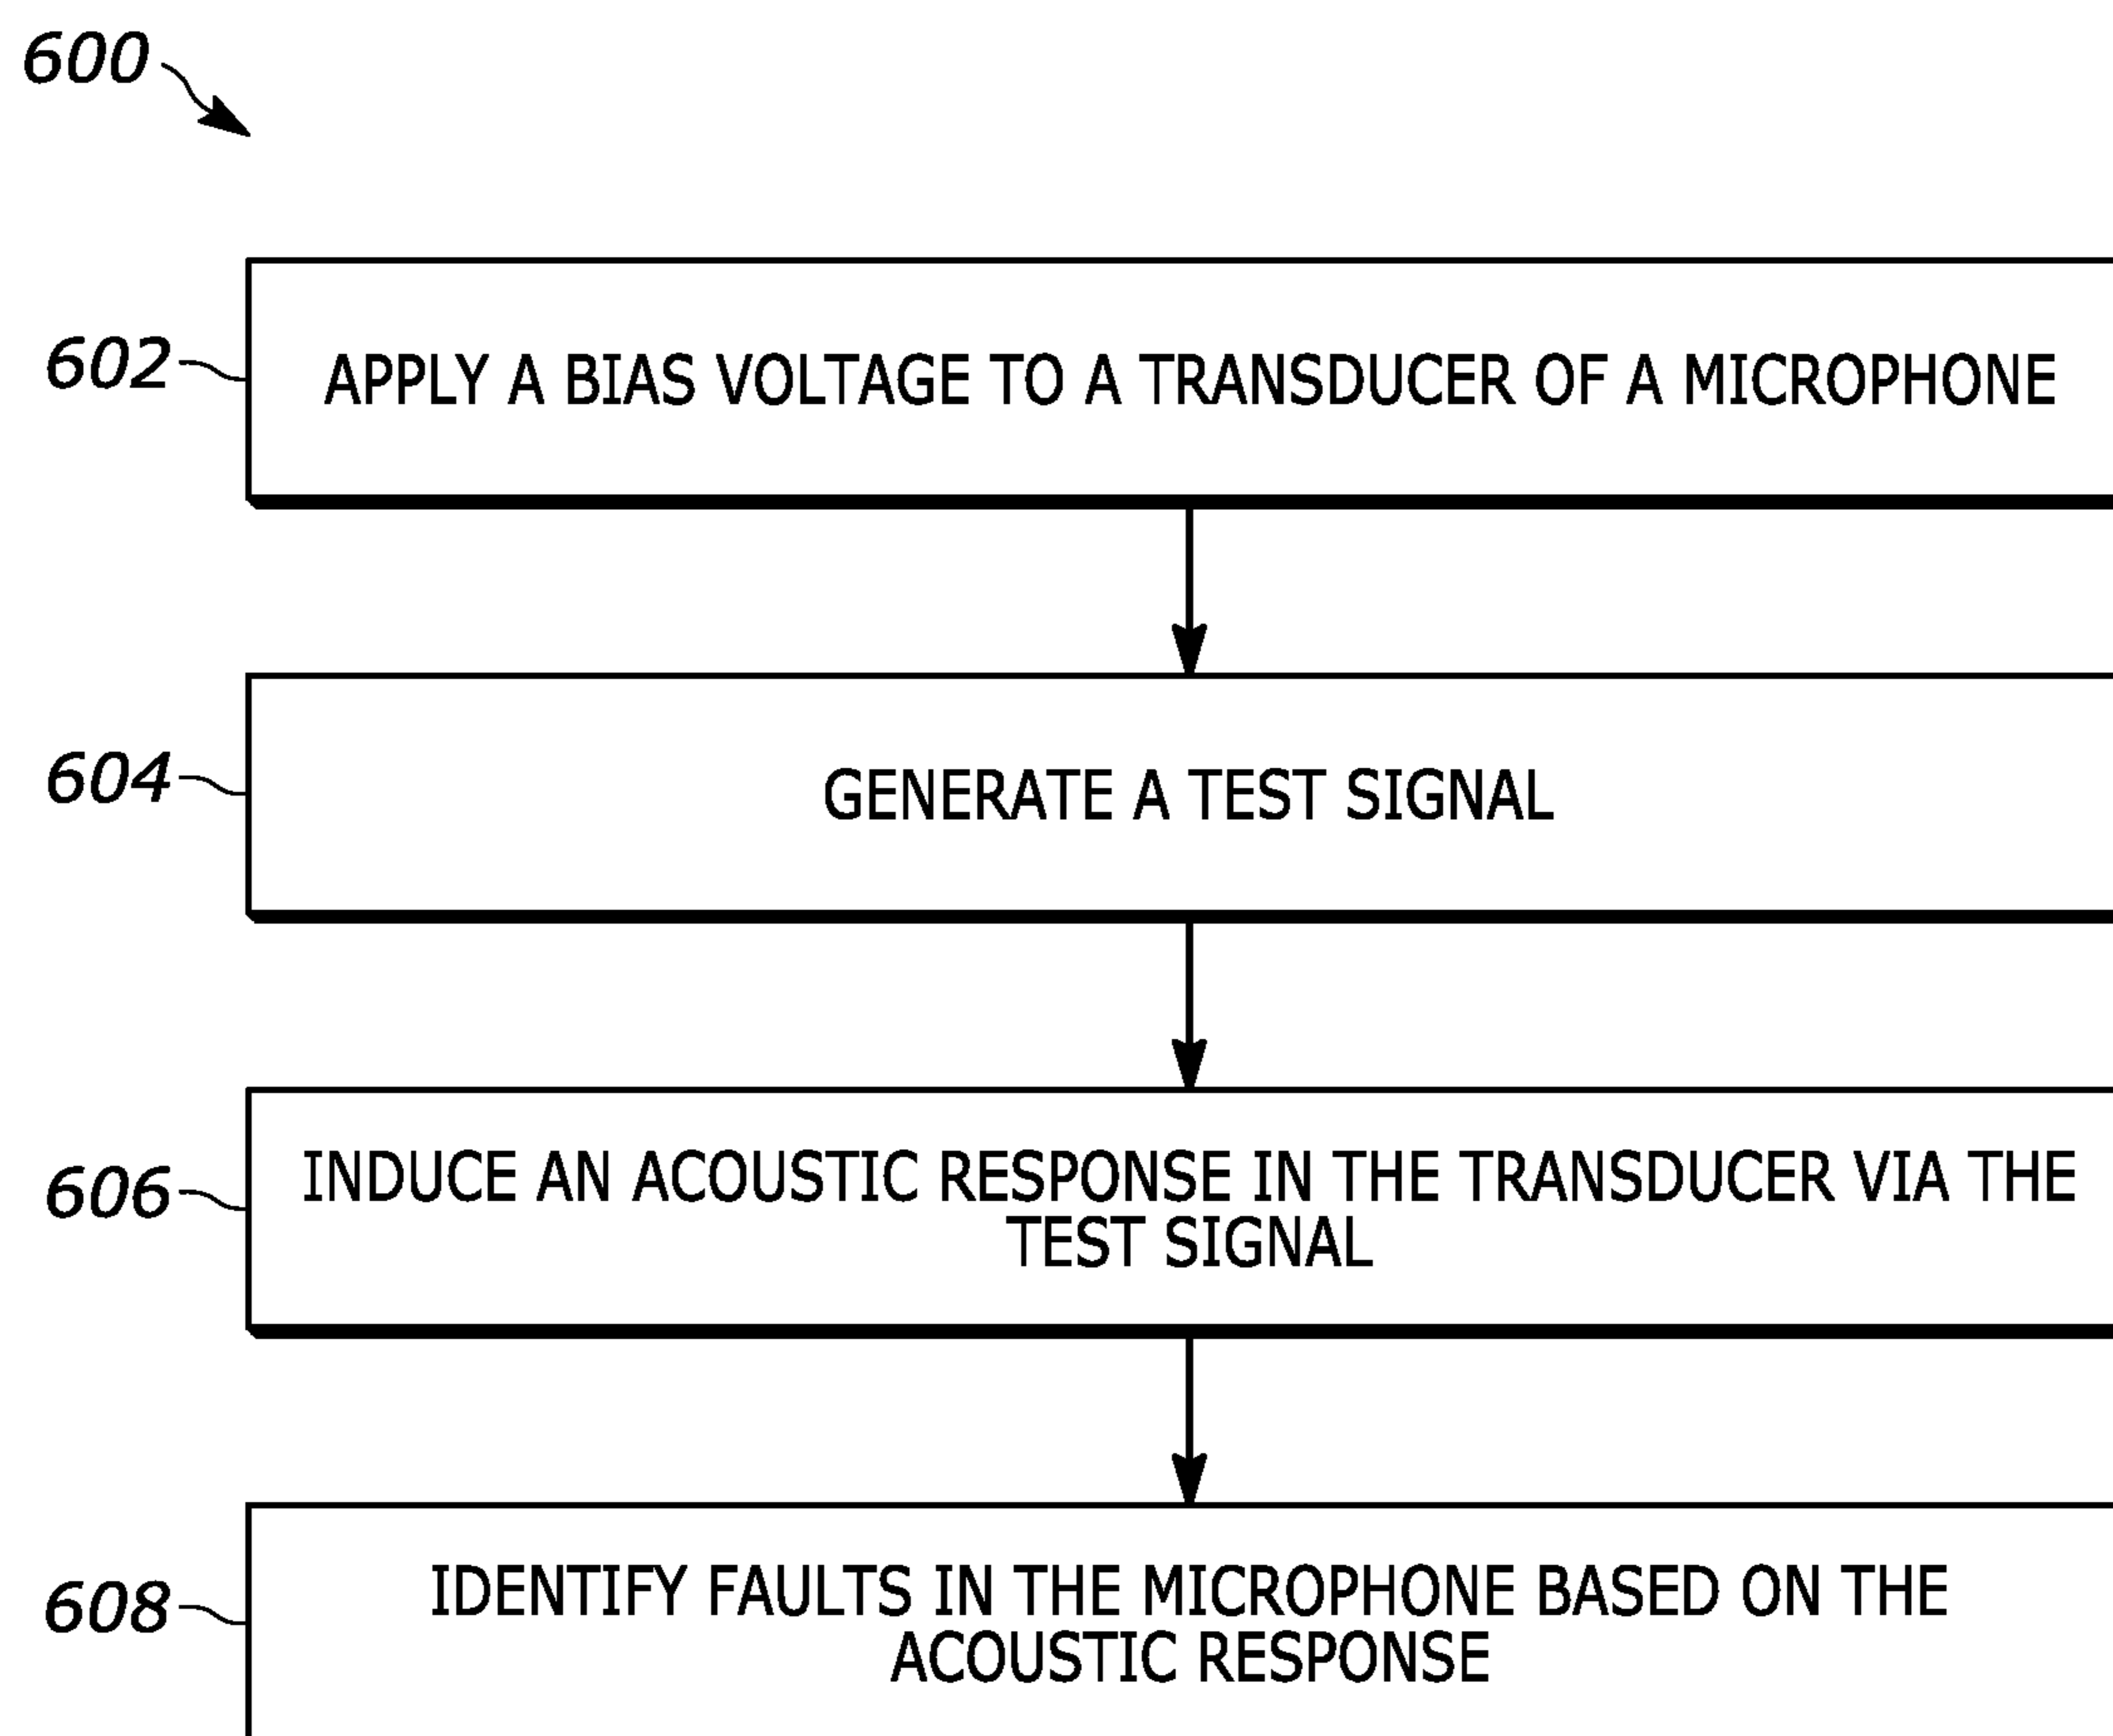 600
602
APPLY A BIAS VOLTAGE TO A TRANSDUCER OF A MICROPHONE
604
GENERATE A TEST SIGNAL
606
INDUCE AN ACOUSTIC RESPONSE IN THE TRANSDUCER VIA THE
TEST SIGNAL
608
IDENTIFY FAULTS IN THE MICROPHONE BASED ON THE
ACOUSTIC RESPONSE